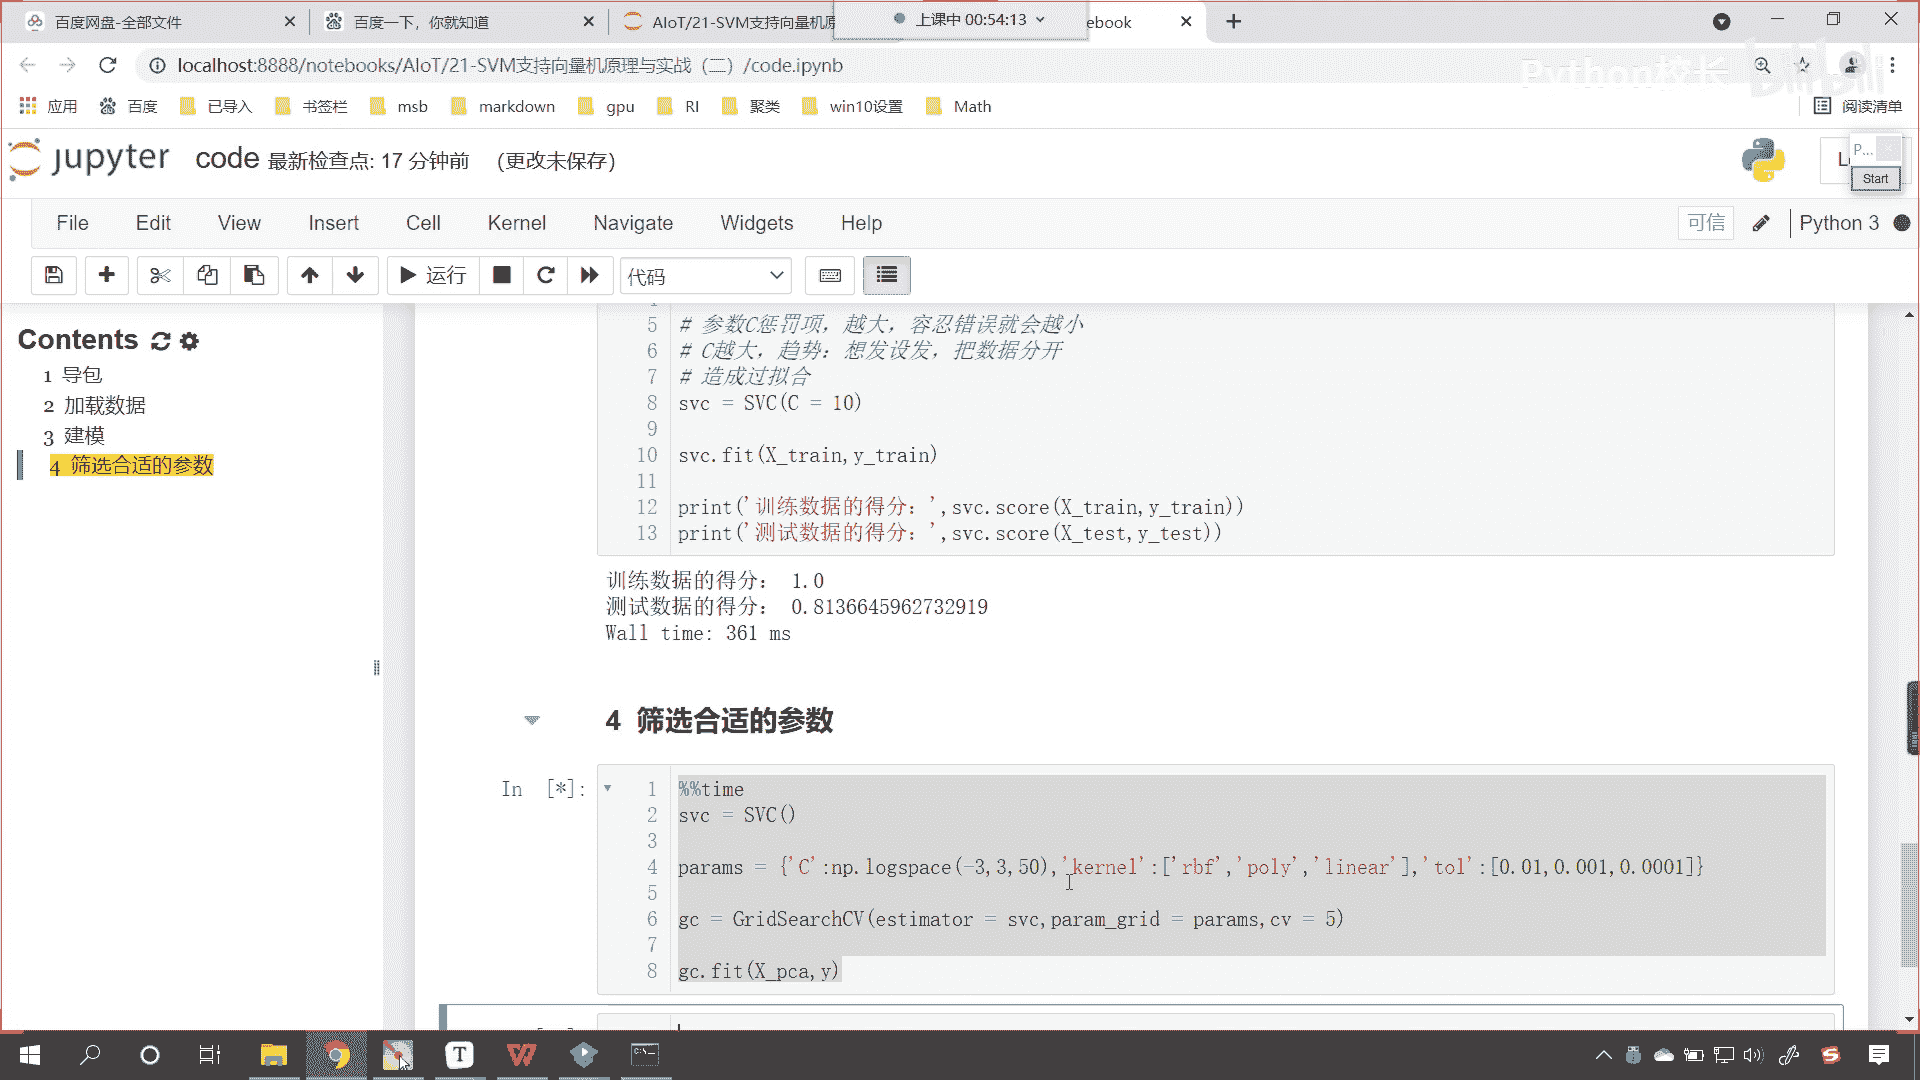 百度网盘-全部文件
百度一下，你就知道
AIoT/21-SVM支持向量机原
上课中 00:54:13
ebook
localhost:8888/notebooks/AIoT/21-SVM支持向量机原理与实战（二）/code.ipynb
Python校长
bilibili
应用
百度
已导入
书签栏
msb
markdown
gpu
RI
聚类
win10设置
Math
阅读清单
jupyter
code 最新检查点: 17 分钟前 (更改未保存)
P...
Start
File
Edit
View
Insert
Cell
Kernel
Navigate
Widgets
Help
可信
Python 3
运行
代码
Contents
1 导包
2 加载数据
3 建模
4 筛选合适的参数
5 # 参数C惩罚项，越大，容忍错误就会越小
6 # C越大，趋势：想发设发，把数据分开
7 # 造成过拟合
8 svc = SVC(C = 10)
9
10 svc.fit(X_train,y_train)
11
12 print('训练数据的得分：',svc.score(X_train,y_train))
13 print('测试数据的得分：',svc.score(X_test,y_test))
训练数据的得分： 1.0
测试数据的得分： 0.8136645962732919
Wall time: 361 ms
4 筛选合适的参数
In [*]:
1 %%time
2 svc = SVC()
3
4 params = {'C':np.logspace(-3,3,50),'kernel':['rbf','poly','linear'],'tol':[0.01,0.001,0.0001]}
5
6 gc = GridSearchCV(estimator = svc,param_grid = params,cv = 5)
7
8 gc.fit(X_pca,y)